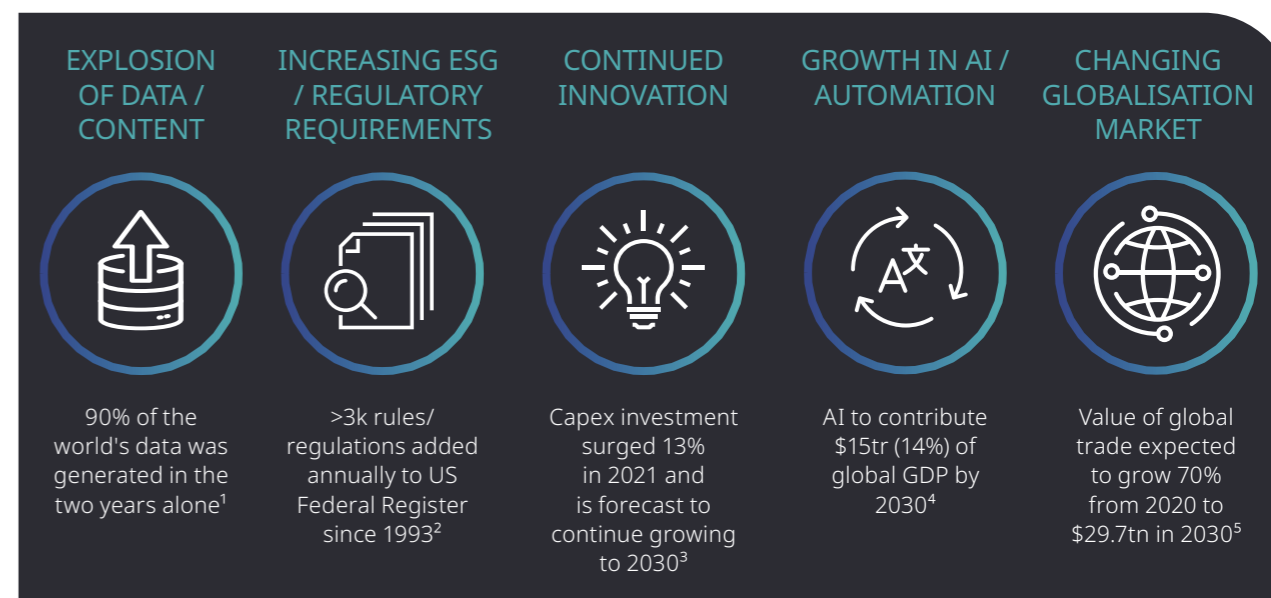 EXPLOSION
OF DATA /
CONTENT
INCREASING ESG
/ REGULATORY
REQUIREMENTS
CONTINUED
INNOVATION
GROWTH IN AI /
AUTOMATION
CHANGING
GLOBALISATION
MARKET
A文
90% of the
world's data was
generated in the
two years alone¹
>3k rules/
regulations added
annually to US
Federal Register
since 1993²
Capex investment
surged 13%
in 2021 and
is forecast to
continue growing
to 2030³
AI to contribute
$15tr (14%) of
global GDP by
2030⁴
Value of global
trade expected
to grow 70%
from 2020 to
$29.7tn in 2030⁵